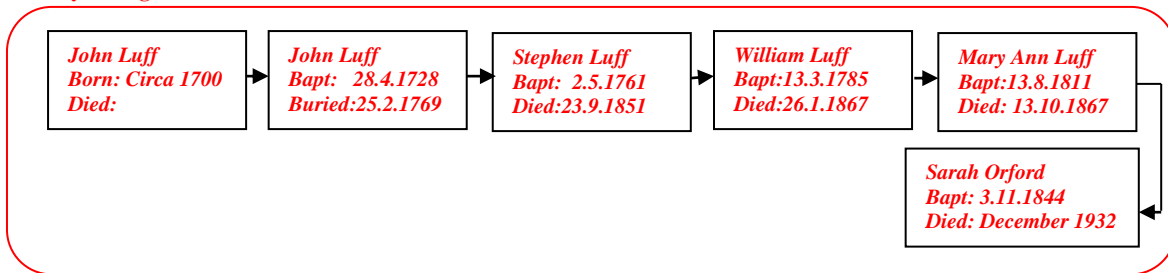 John Luff
Born: Circa 1700
Died:
John Luff
Bapt: 28.4.1728
Buried:25.2.1769
Stephen Luff
Bapt: 2.5.1761
Died:23.9.1851
William Luff
Bapt:13.3.1785
Died:26.1.1867
Mary Ann Luff
Bapt:13.8.1811
Died: 13.10.1867
Sarah Orford
Bapt: 3.11.1844
Died: December 1932